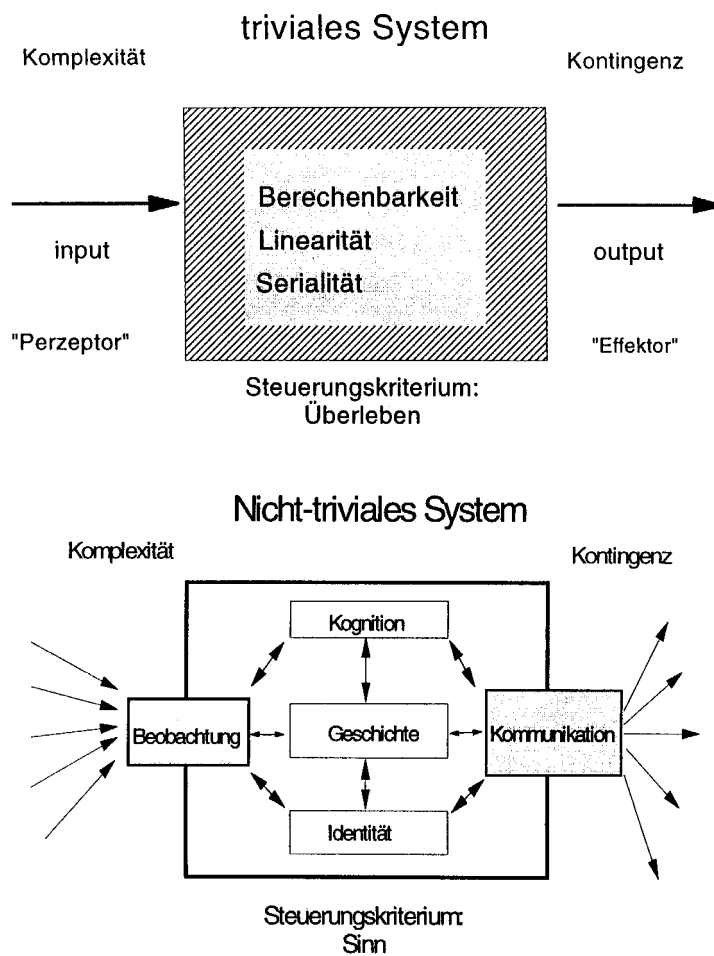 triviales System
Komplexität
Kontingenz
Berechenbarkeit
Linearität
Serialität
input
output
"Perzeptor"
"Effektor"
Steuerungskriterium:
Überleben
Nicht-triviales System
Komplexität
Kontingenz
Kognition
Beobachtung
Geschichte
Kommunikation
Identität
Steuerungskriterium:
Sinn